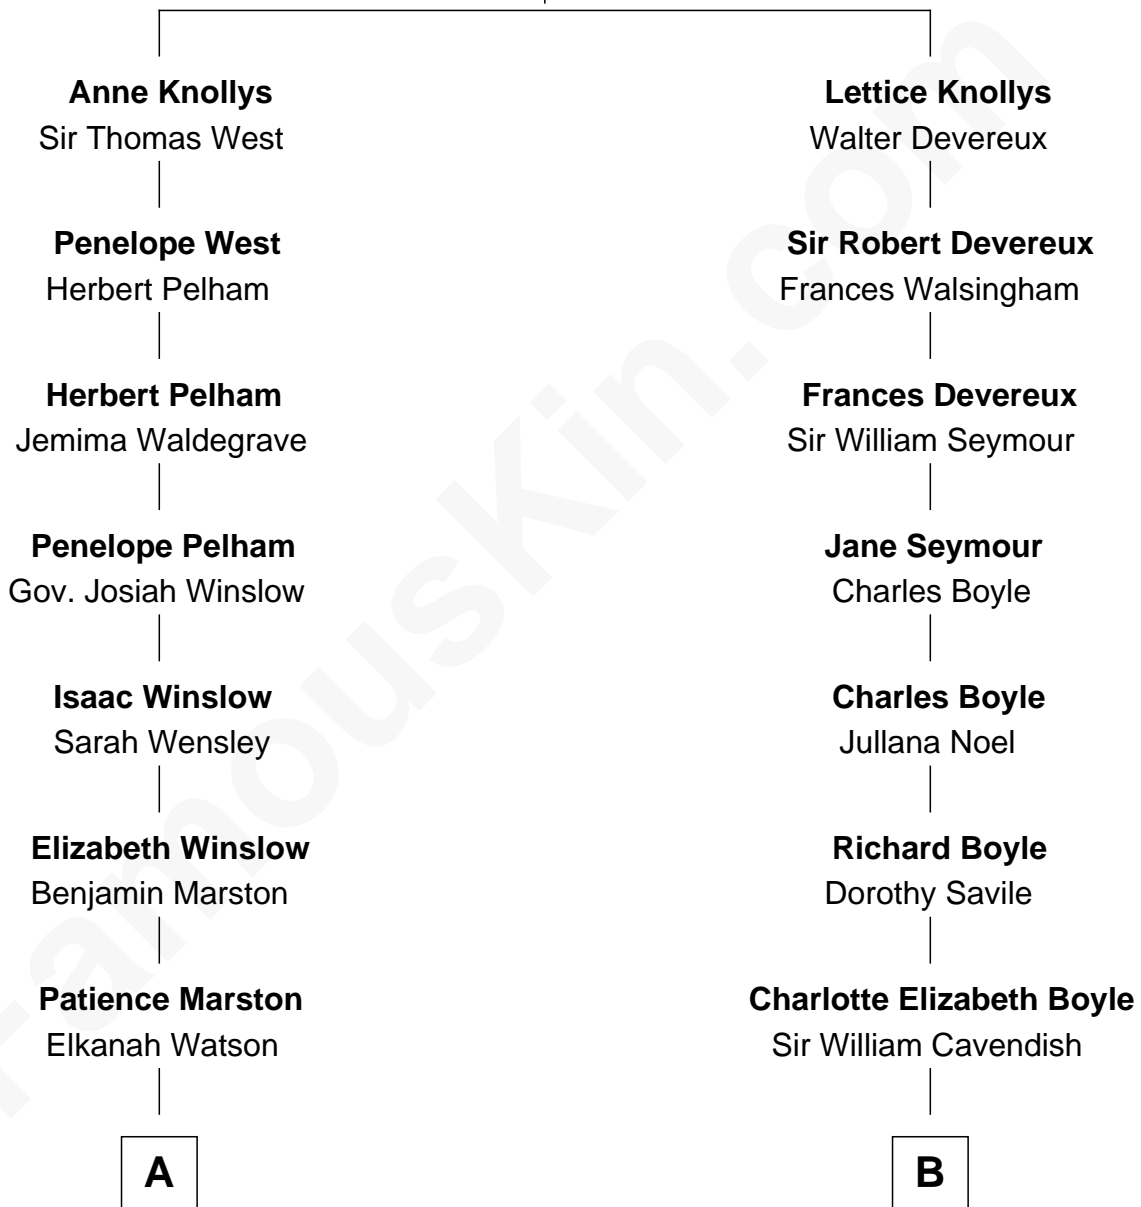 Anne Knollys
Sir Thomas West
Penelope West
Herbert Pelham
Herbert Pelham
Jemima Waldegrave
Penelope Pelham
Gov. Josiah Winslow
Isaac Winslow
Sarah Wensley
Elizabeth Winslow
Benjamin Marston
Patience Marston
Elkanah Watson
A
Lettice Knollys
Walter Devereux
Sir Robert Devereux
Frances Walsingham
Frances Devereux
Sir William Seymour
Jane Seymour
Charles Boyle
Charles Boyle
Jullana Noel
Richard Boyle
Dorothy Savile
Charlotte Elizabeth Boyle
Sir William Cavendish
B
FamousKin.com